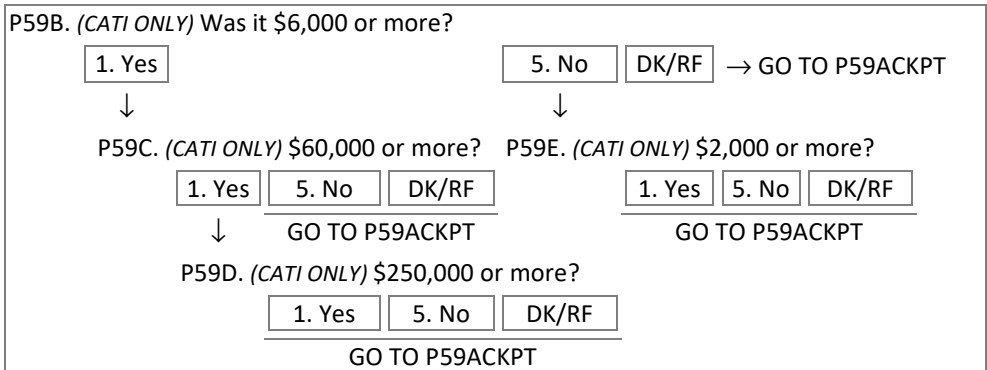 P59B. (CATI ONLY) Was it $6,000 or more?
1. Yes 5. No DK/RF → GO TO P59ACKPT
↓ ↓
P59C. (CATI ONLY) $60,000 or more? P59E. (CATI ONLY) $2,000 or more?
1. Yes 5. No DK/RF 1. Yes 5. No DK/RF
↓ GO TO P59ACKPT GO TO P59ACKPT
P59D. (CATI ONLY) $250,000 or more?
1. Yes 5. No DK/RF
GO TO P59ACKPT